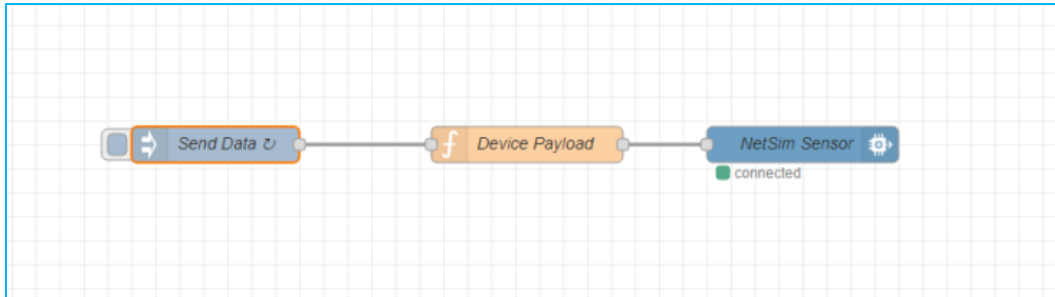 Send Data ↻
Device Payload
NetSim Sensor
connected